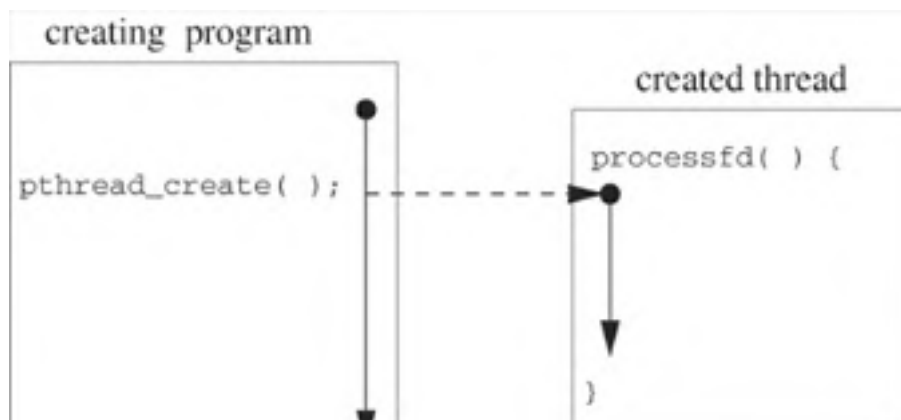 creating program
created thread
processfd( ) {
pthread_create( );
}